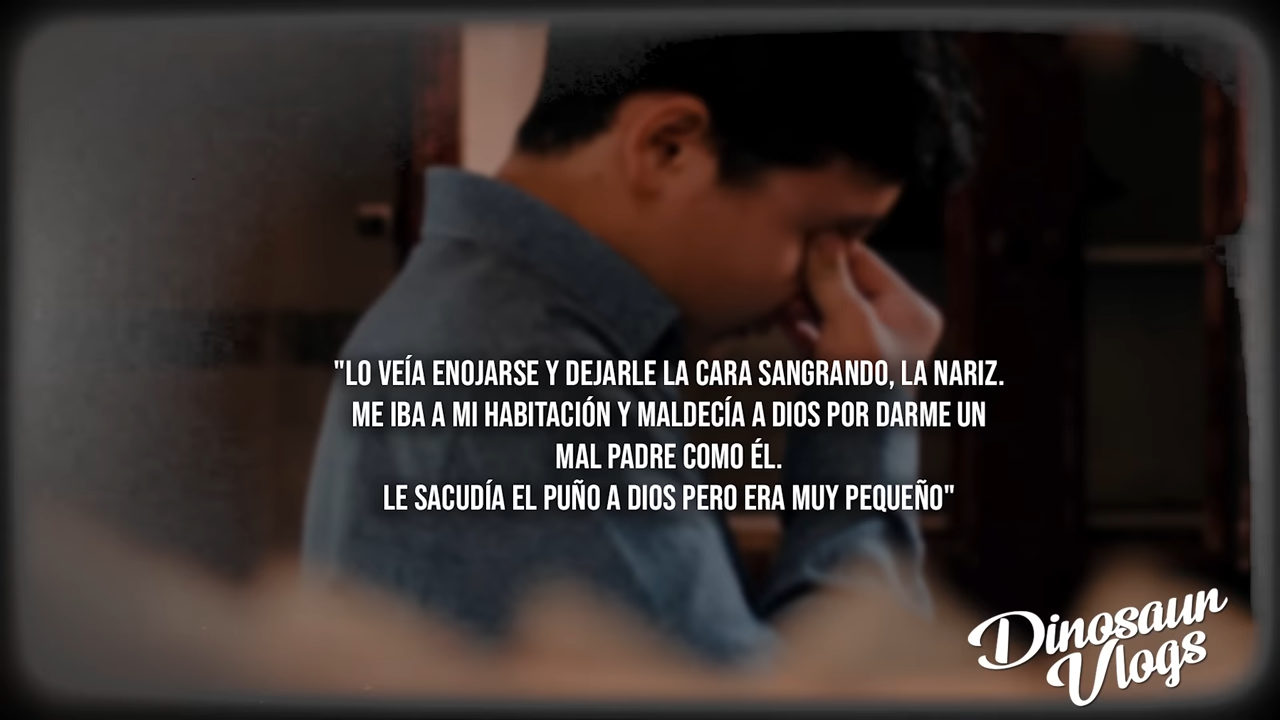 "LO VEÍA ENOJARSE Y DEJARLE LA CARA SANGRANDO, LA NARIZ.
ME IBA A MI HABITACIÓN Y MALDECÍA A DIOS POR DARME UN
MAL PADRE COMO ÉL.
LE SACUDÍA EL PUÑO A DIOS PERO ERA MUY PEQUEÑO"
Dinosaur
Vlogs